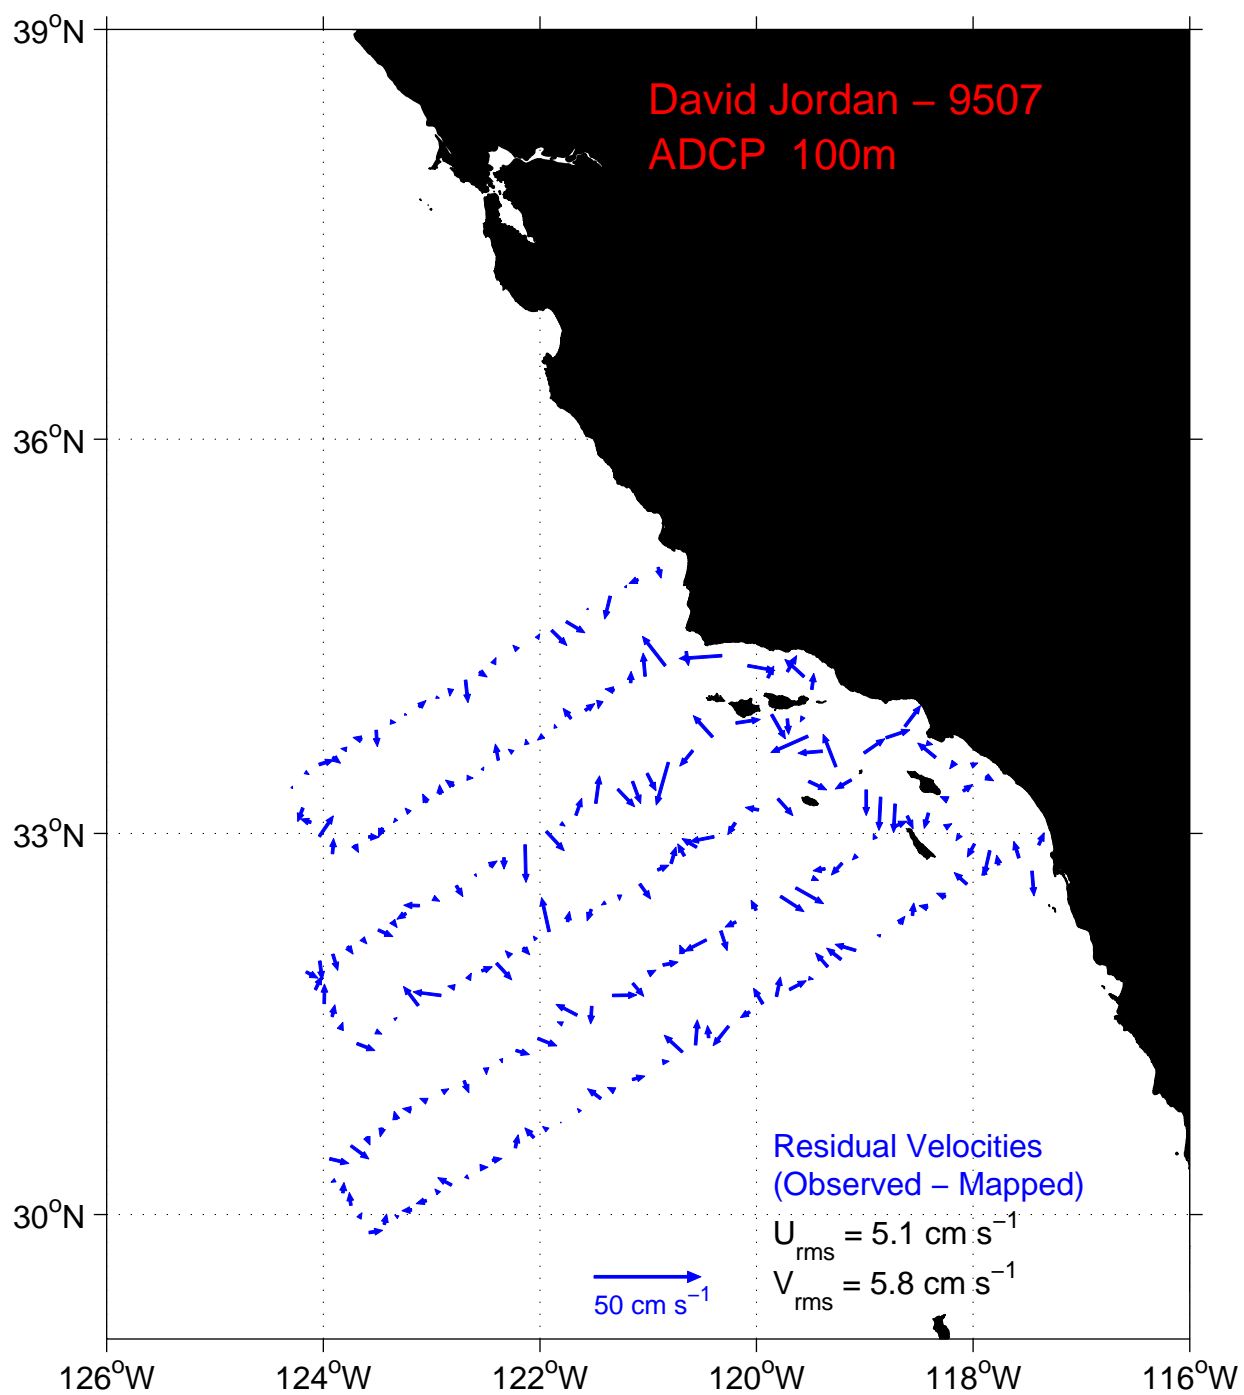 39°N
David Jordan – 9507
ADCP 100m
36°N
33°N
30°N
Residual Velocities
(Observed – Mapped)
U_rms = 5.1 cm s⁻¹
V_rms = 5.8 cm s⁻¹
50 cm s⁻¹
126°W 124°W 122°W 120°W 118°W 116°W